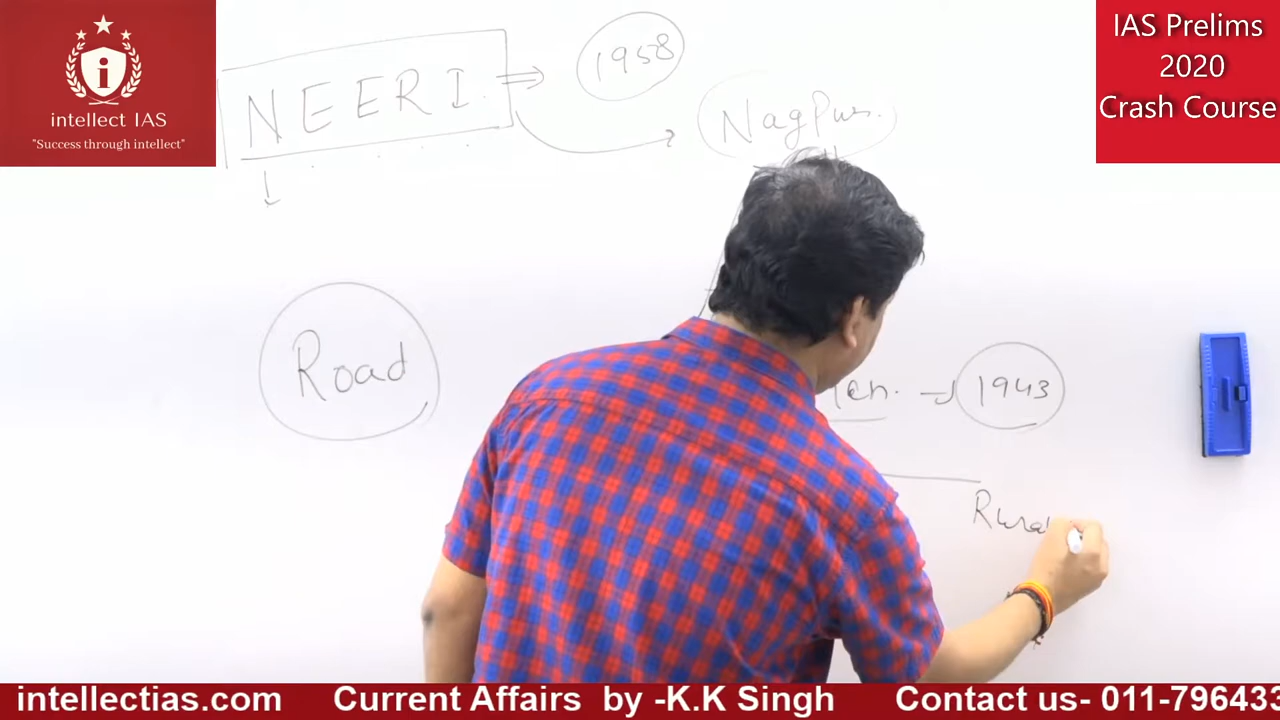 intellect IAS
"Success through intellect"
IAS Prelims
2020
Crash Course
NEERI
1958
Nagpur.
Road
1943
intellectias.com Current Affairs by -K.K Singh Contact us- 011-796433